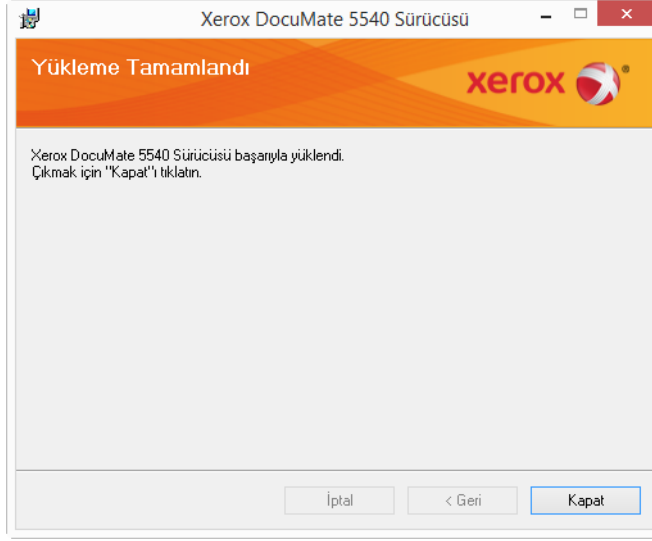 Xerox DocuMate 5540 Sürücüsü
Yükleme Tamamlandı
xerox
Xerox DocuMate 5540 Sürücüsü başarıyla yüklendi.
Çıkmak için "Kapat"ı tıklatın.
İptal
< Geri
Kapat